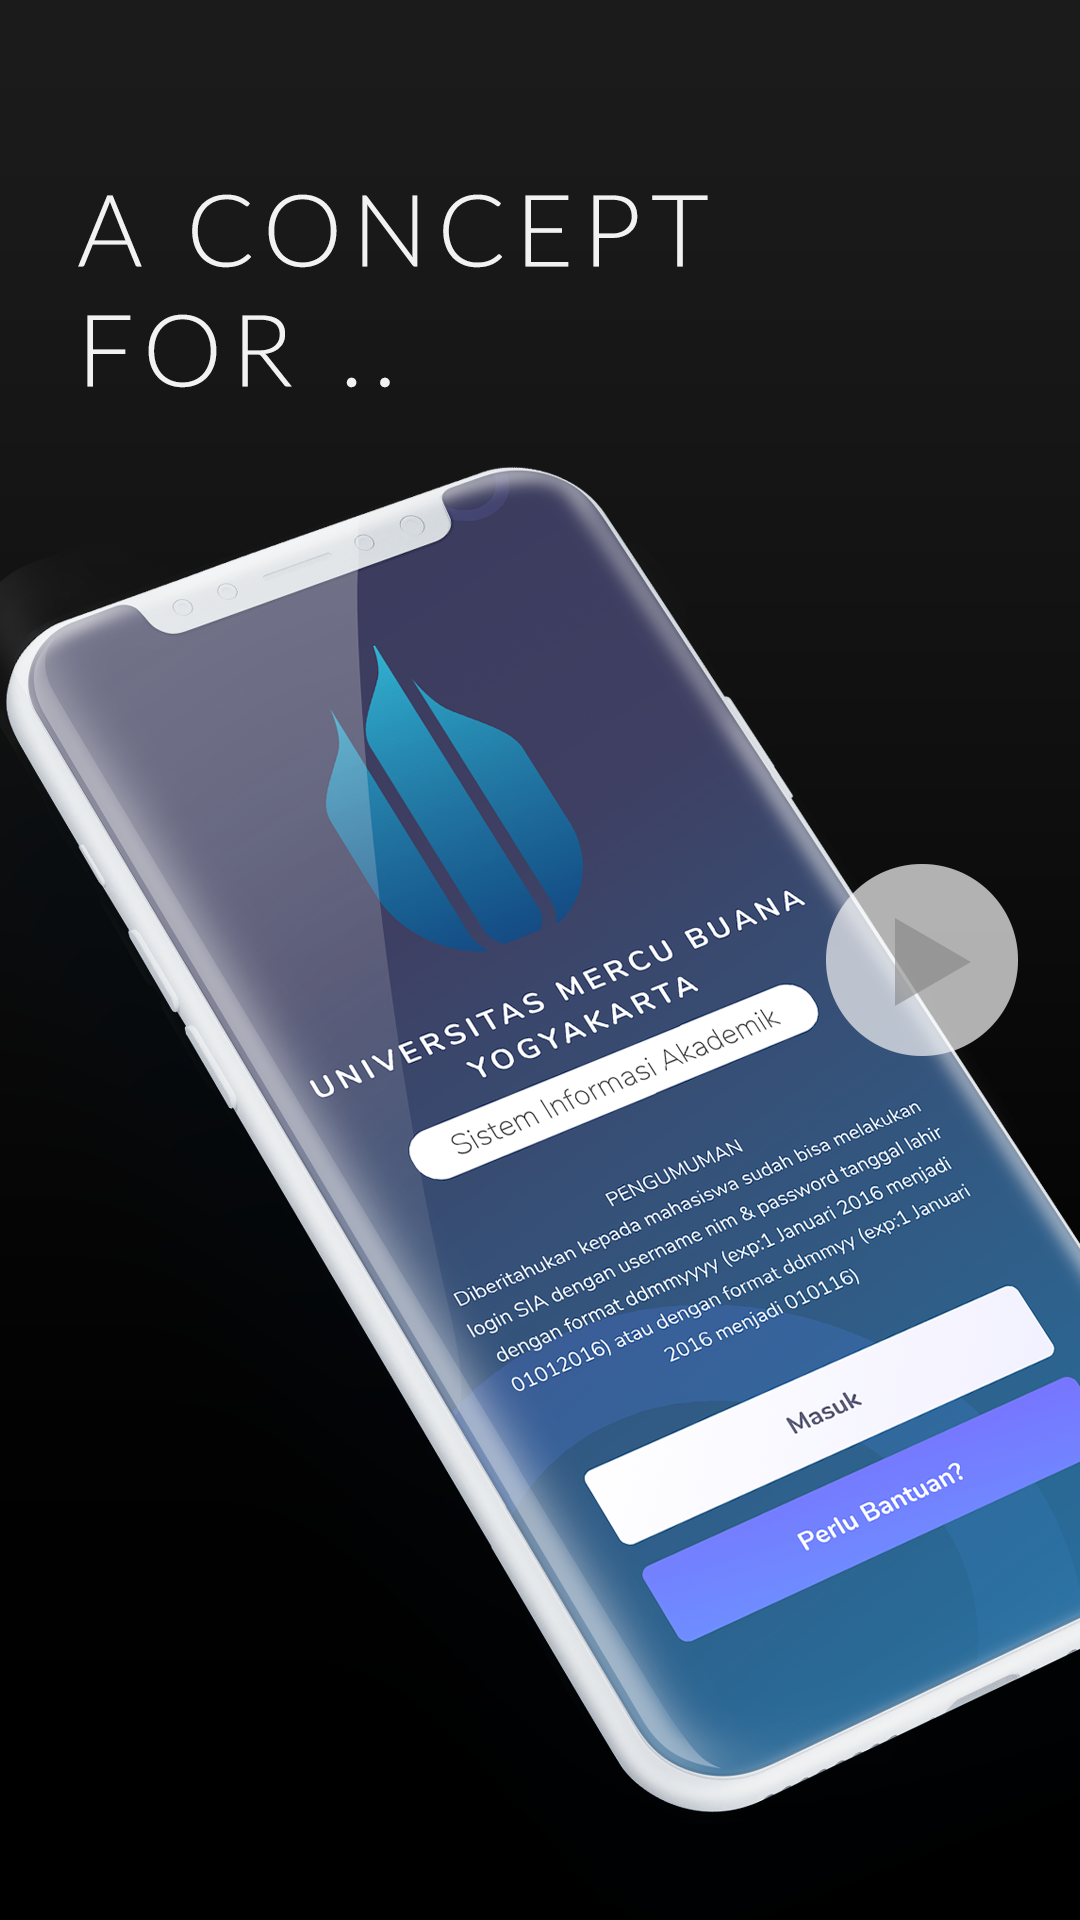 A CONCEPT
FOR ..
UNIVERSITAS MERCU BUANA
YOGYAKARTA
Sistem Informasi Akademik
PENGUMUMAN
Diberitahukan kepada mahasiswa sudah bisa melakukan
login SIA dengan username nim & password tanggal lahir
dengan format ddmmyyyy (exp:1 Januari 2016 menjadi
01012016) atau dengan format ddmmyy (exp:1 Januari
2016 menjadi 010116)
Masuk
Perlu Bantuan?